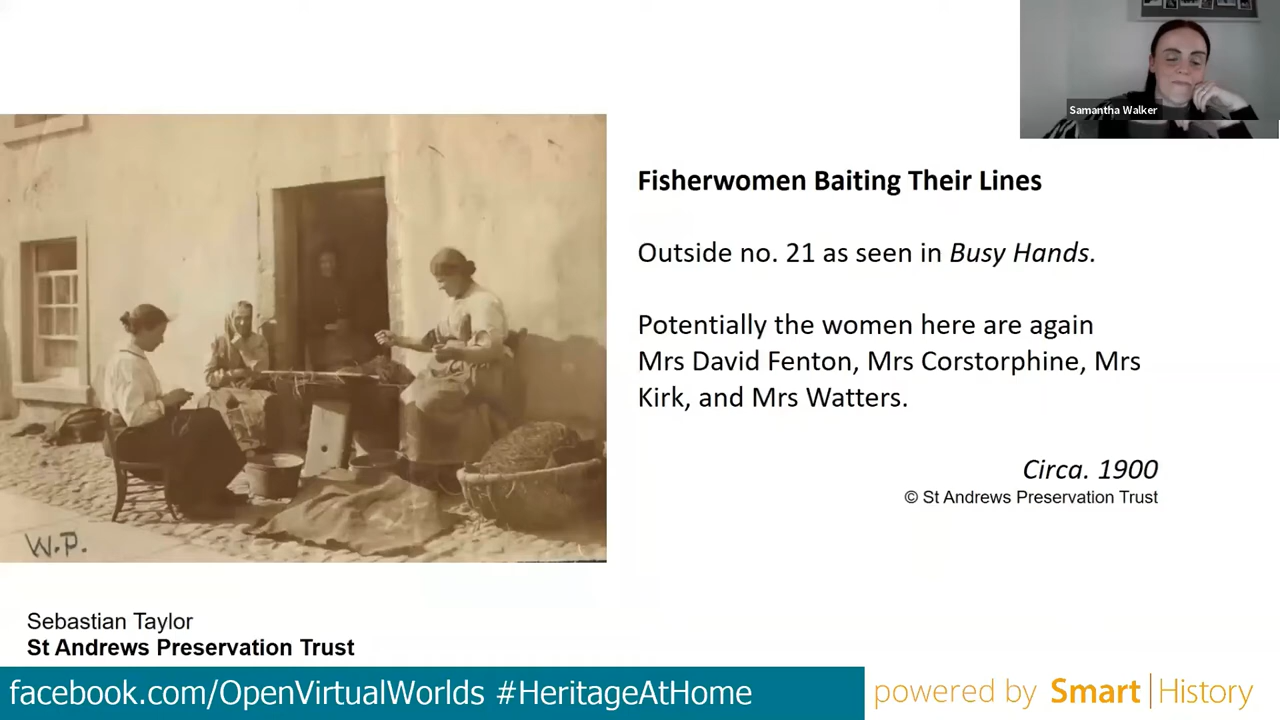 Samantha Walker
Fisherwomen Baiting Their Lines
Outside no. 21 as seen in Busy Hands.
Potentially the women here are again
Mrs David Fenton, Mrs Corstorphine, Mrs
Kirk, and Mrs Watters.
Circa. 1900
© St Andrews Preservation Trust
W.P.
Sebastian Taylor
St Andrews Preservation Trust
facebook.com/OpenVirtualWorlds #HeritageAtHome
powered by Smart|History